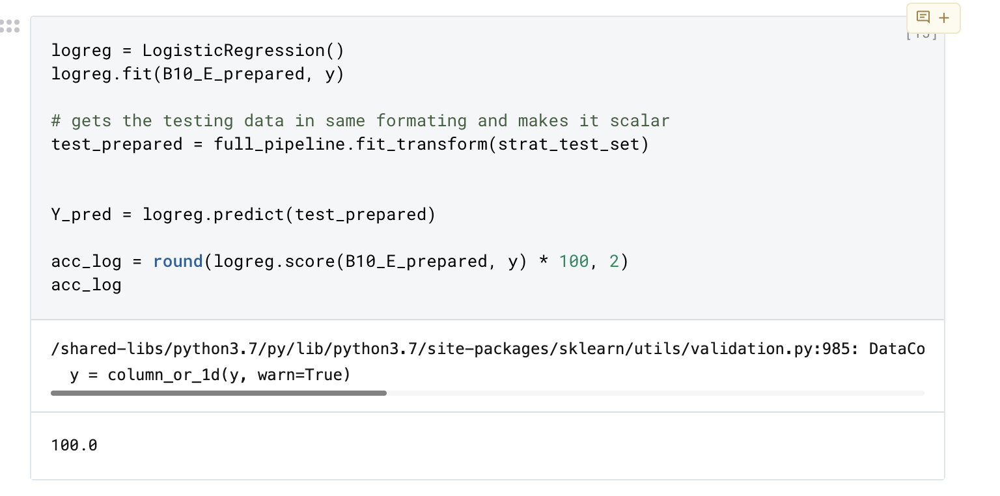 logreg = LogisticRegression()
logreg.fit(B10_E_prepared, y)
# gets the testing data in same formating and makes it scalar
test_prepared = full_pipeline.fit_transform(strat_test_set)
Y_pred = logreg.predict(test_prepared)
acc_log = round(logreg.score(B10_E_prepared, y) * 100, 2)
acc_log
/shared-libs/python3.7/py/lib/python3.7/site-packages/sklearn/utils/validation.py:985: DataCo
y = column_or_1d(y, warn=True)
100.0